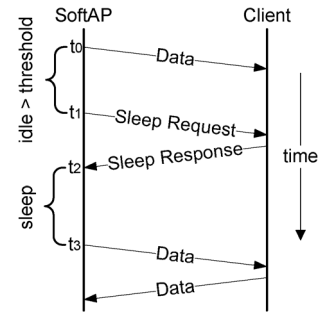 SoftAP Client
t0
Data
idle > threshold
t1
Sleep Request
Sleep Response
t2
time
sleep
t3
Data
Data